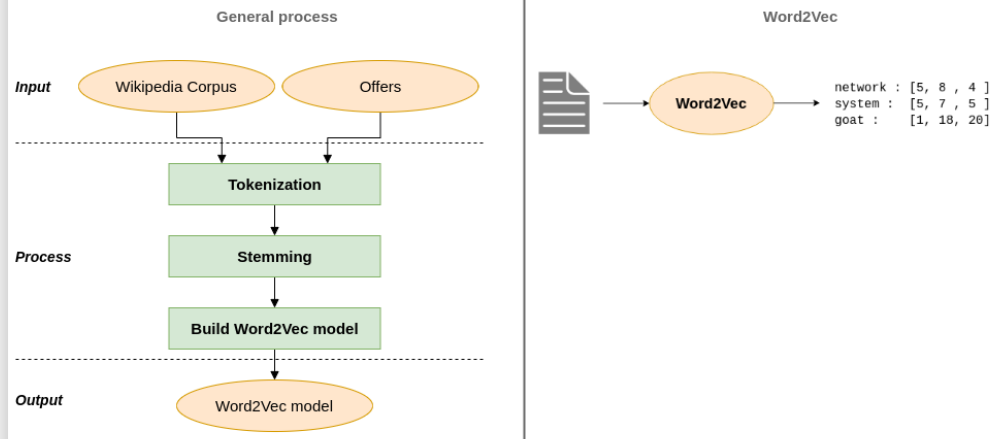 General process
Input
Wikipedia Corpus
Offers
Tokenization
Process
Stemming
Build Word2Vec model
Output
Word2Vec model
Word2Vec
Word2Vec
network : [5, 8 , 4 ]
system : [5, 7 , 5 ]
goat : [1, 18, 20]